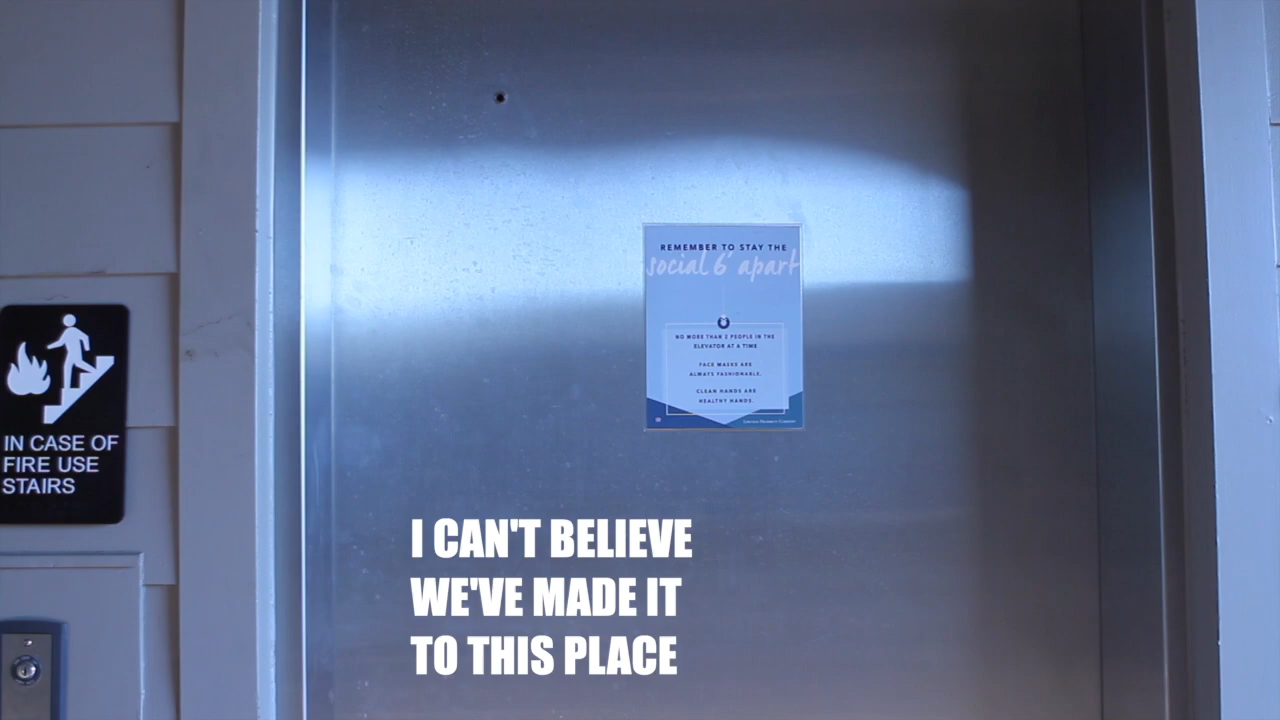 REMEMBER TO STAY THE
social 6' apart
NO MORE THAN 2 PEOPLE IN THE
ELEVATOR AT A TIME
FACE MASKS ARE
ALWAYS FASHIONABLE.
CLEAN HANDS ARE
HEALTHY HANDS.
IN CASE OF
FIRE USE
STAIRS
I CAN'T BELIEVE
WE'VE MADE IT
TO THIS PLACE